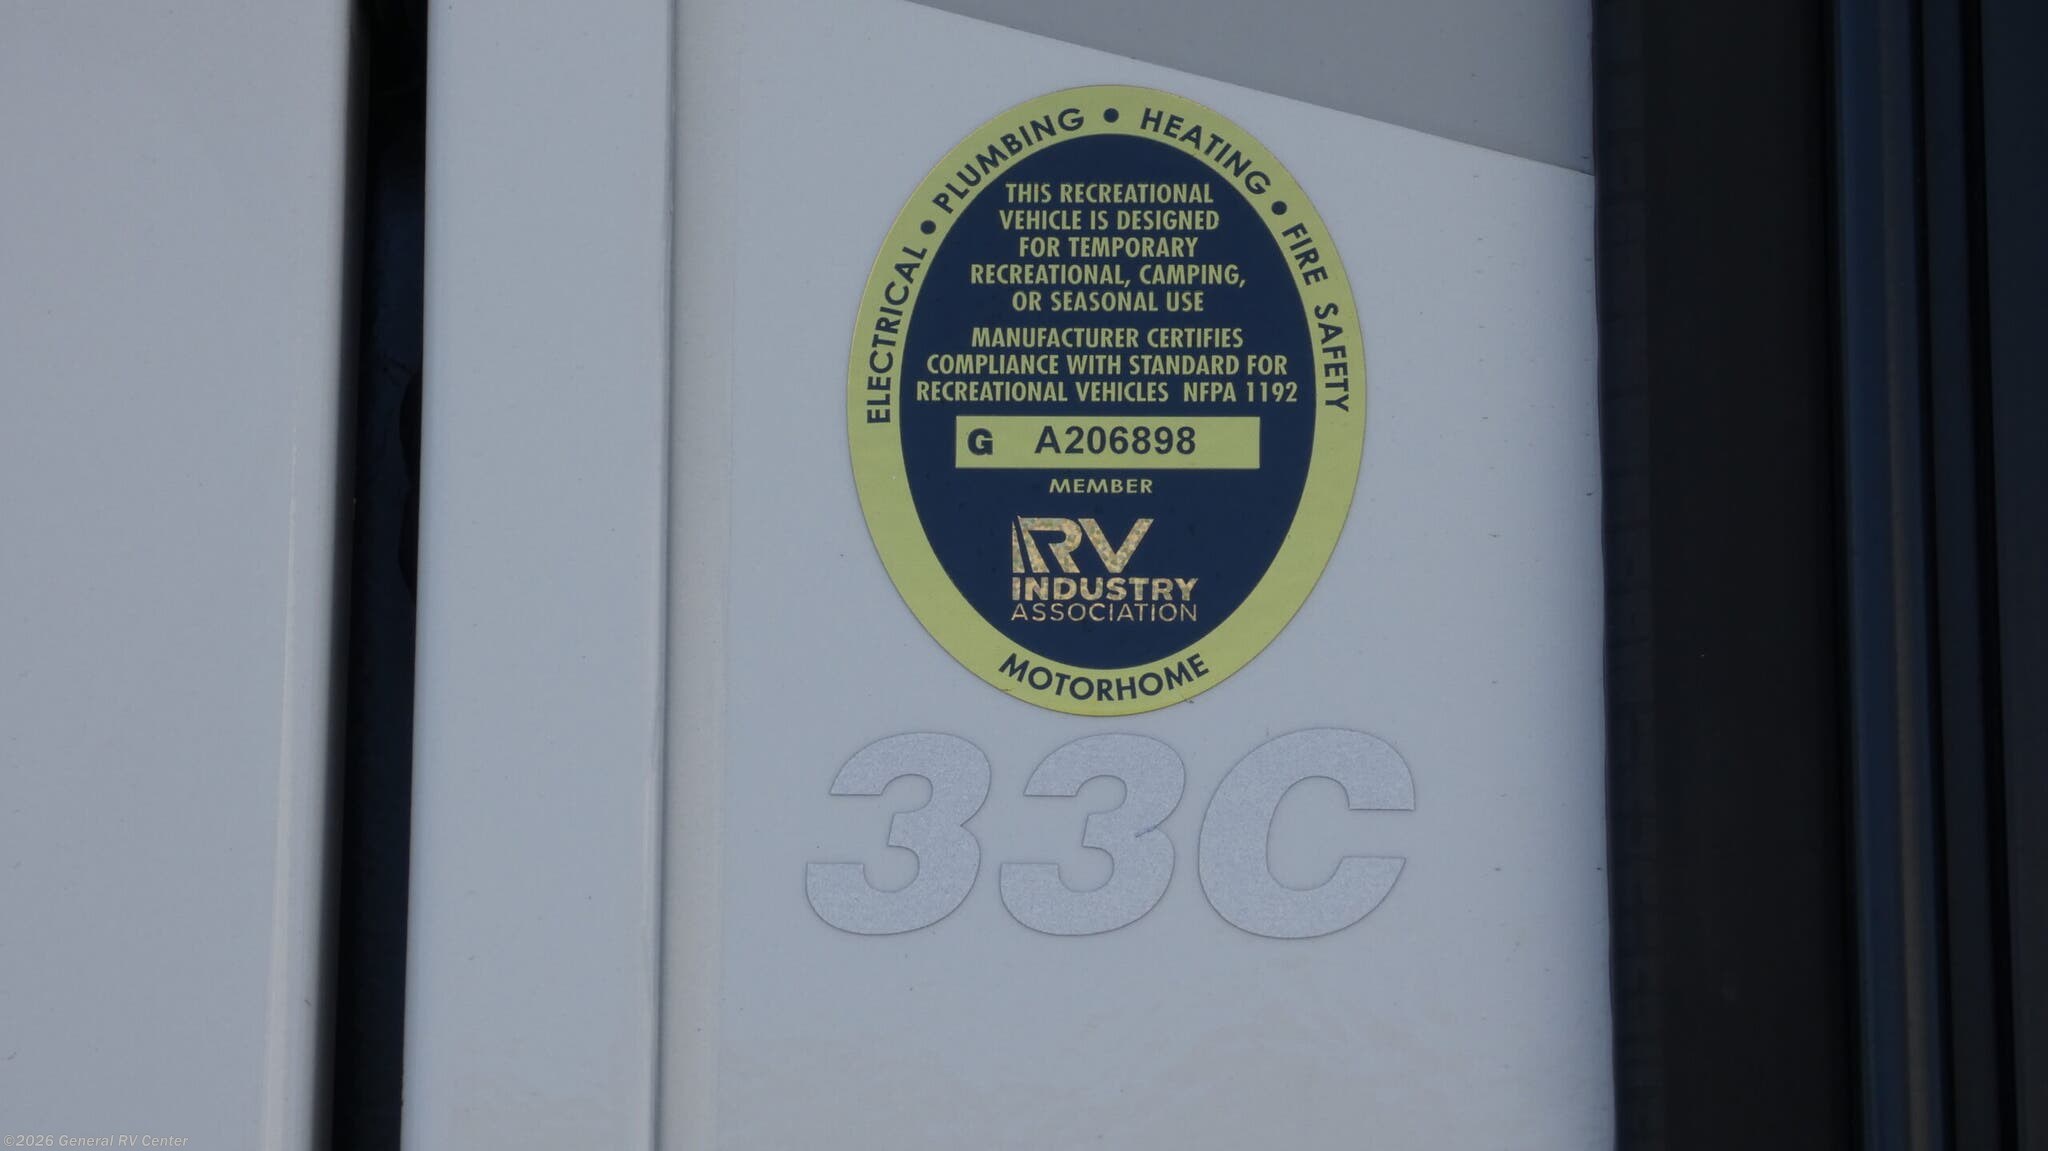 ELECTRICAL • PLUMBING • HEATING • FIRE SAFETY
THIS RECREATIONAL
VEHICLE IS DESIGNED
FOR TEMPORARY
RECREATIONAL, CAMPING,
OR SEASONAL USE
MANUFACTURER CERTIFIES
COMPLIANCE WITH STANDARD FOR
RECREATIONAL VEHICLES NFPA 1192
G A206898
MEMBER
RV
INDUSTRY
ASSOCIATION
MOTORHOME
33C
©2026 General RV Center